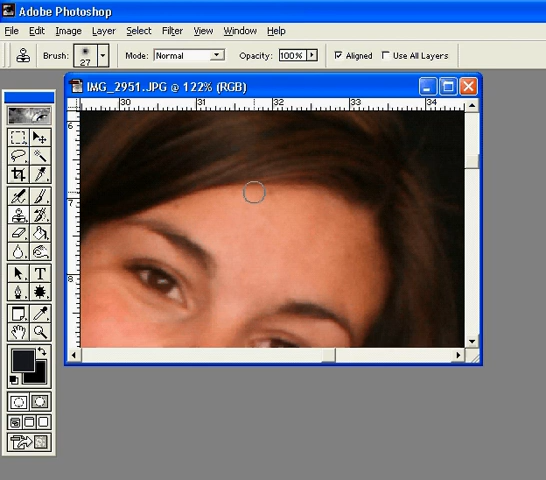 Adobe Photoshop
File Edit Image Layer Select Filter View Window Help
Brush: 27 Mode: Normal Opacity: 100% Aligned Use All Layers
IMG_2951.JPG @ 122% (RGB)
30 31 32 33 34
6
7
8
T